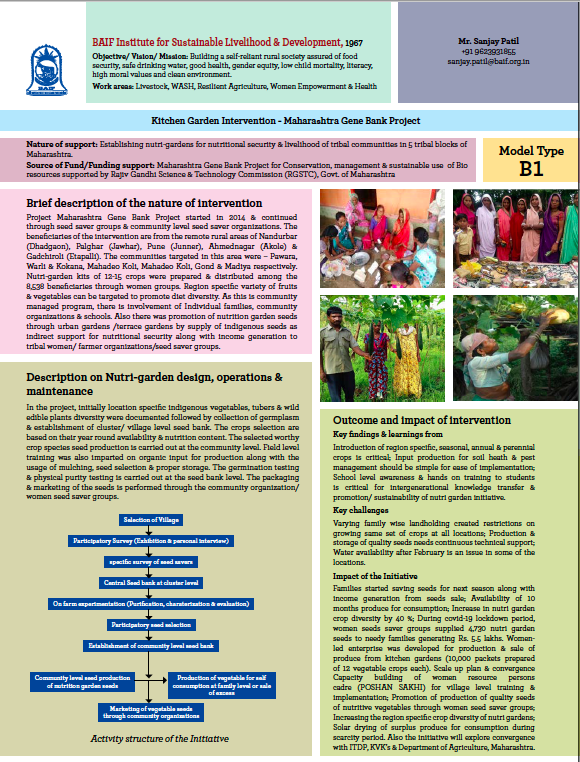 BAIF
BAIF Institute for Sustainable Livelihood & Development, 1967
Objective/ Vision/ Mission: Building a self-reliant rural society assured of food
security, safe drinking water, good health, gender equity, low child mortality, literacy,
high moral values and clean environment.
Work areas: Livestock, WASH, Resilient Agriculture, Women Empowerment & Health
Mr. Sanjay Patil
+91 9623931855
sanjay.patil@baif.org.in
Kitchen Garden Intervention - Maharashtra Gene Bank Project
Nature of support: Establishing nutri-gardens for nutritional security & livelihood of tribal communities in 5 tribal blocks of
Maharashtra.
Source of Fund/Funding support: Maharashtra Gene Bank Project for Conservation, management & sustainable use of Bio
resources supported by Rajiv Gandhi Science & Technology Commission (RGSTC), Govt. of Maharashtra
Model Type
B1
Brief description of the nature of intervention
Project Maharashtra Gene Bank Project started in 2014 & continued
through seed saver groups & community level seed saver organizations. The
beneficiaries of the intervention are from the remote rural areas of Nandurbar
(Dhadgaon), Palghar (Jawhar), Pune (Junner), Ahmednagar (Akole) &
Gadchiroli (Etapalli). The communities targeted in this area were – Pawara,
Warli & Kokana, Mahadeo Koli, Mahadeo Koli, Gond & Madiya respectively.
Nutri-garden kits of 12-15 crops were prepared & distributed among the
8,538 beneficiaries through women groups. Region specific variety of fruits
& vegetables can be targeted to promote diet diversity. As this is community
managed program, there is involvement of Individual families, community
organizations & schools. Also there was promotion of nutrition garden seeds
through urban gardens /terrace gardens by supply of indigenous seeds as
indirect support for nutritional security along with income generation to
tribal women/ farmer organizations/seed saver groups.
Description on Nutri-garden design, operations &
maintenance
In the project, initially location specific indigenous vegetables, tubers & wild
edible plants diversity were documented followed by collection of germplasm
& establishment of cluster/ village level seed bank. The crops selection are
based on their year round availability & nutrition content. The selected worthy
crop species seed production is carried out at the community level. Field level
training was also imparted on organic input for production along with the
usage of mulching, seed selection & proper storage. The germination testing
& physical purity testing is carried out at the seed bank level. The packaging
& marketing of the seeds is performed through the community organization/
women seed saver groups.
Selection of Village
Participatory Survey (Exhibition & personal interview)
specific survey of seed savers
Central Seed bank at cluster level
On farm experimentation (Purification, charaterization & evaluation)
Participatory seed selection
Establishment of community level seed bank
Community level seed production
of nutrition garden seeds
Production of vegetable for self
consumption at family level or sale
of excess
Marketing of vegetable seeds
through community organizations
Activity structure of the Initiative
Outcome and impact of intervention
Key findings & learnings from
Introduction of region specific, seasonal, annual & perennial
crops is critical; Input production for soil heath & pest
management should be simple for ease of implementation;
School level awareness & hands on training to students
is critical for intergenerational knowledge transfer &
promotion/ sustainability of nutri garden initiative.
Key challenges
Varying family wise landholding created restrictions on
growing same set of crops at all locations; Production &
storage of quality seeds needs continuous technical support;
Water availability after February is an issue in some of the
locations.
Impact of the Initiative
Families started saving seeds for next season along with
income generation from seeds sale; Availability of 10
months produce for consumption; Increase in nutri garden
crop diversity by 40 %; During covid-19 lockdown period,
women seeds saver groups supplied 4,730 nutri garden
seeds to needy families generating Rs. 5.5 lakhs. Women-
led enterprise was developed for production & sale of
produce from kitchen gardens (10,000 packets prepared
of 12 vegetable crops each). Scale up plan & convergence
Capacity building of women resource persons
cadre (POSHAN SAKHI) for village level training &
implementation; Promotion of production of quality seeds
of nutritive vegetables through women seed saver groups;
Increasing the region specific crop diversity of nutri gardens;
Solar drying of surplus produce for consumption during
scarcity period. Also the initiative will explore convergence
with ITDP, KVK's & Department of Agriculture, Maharashtra.